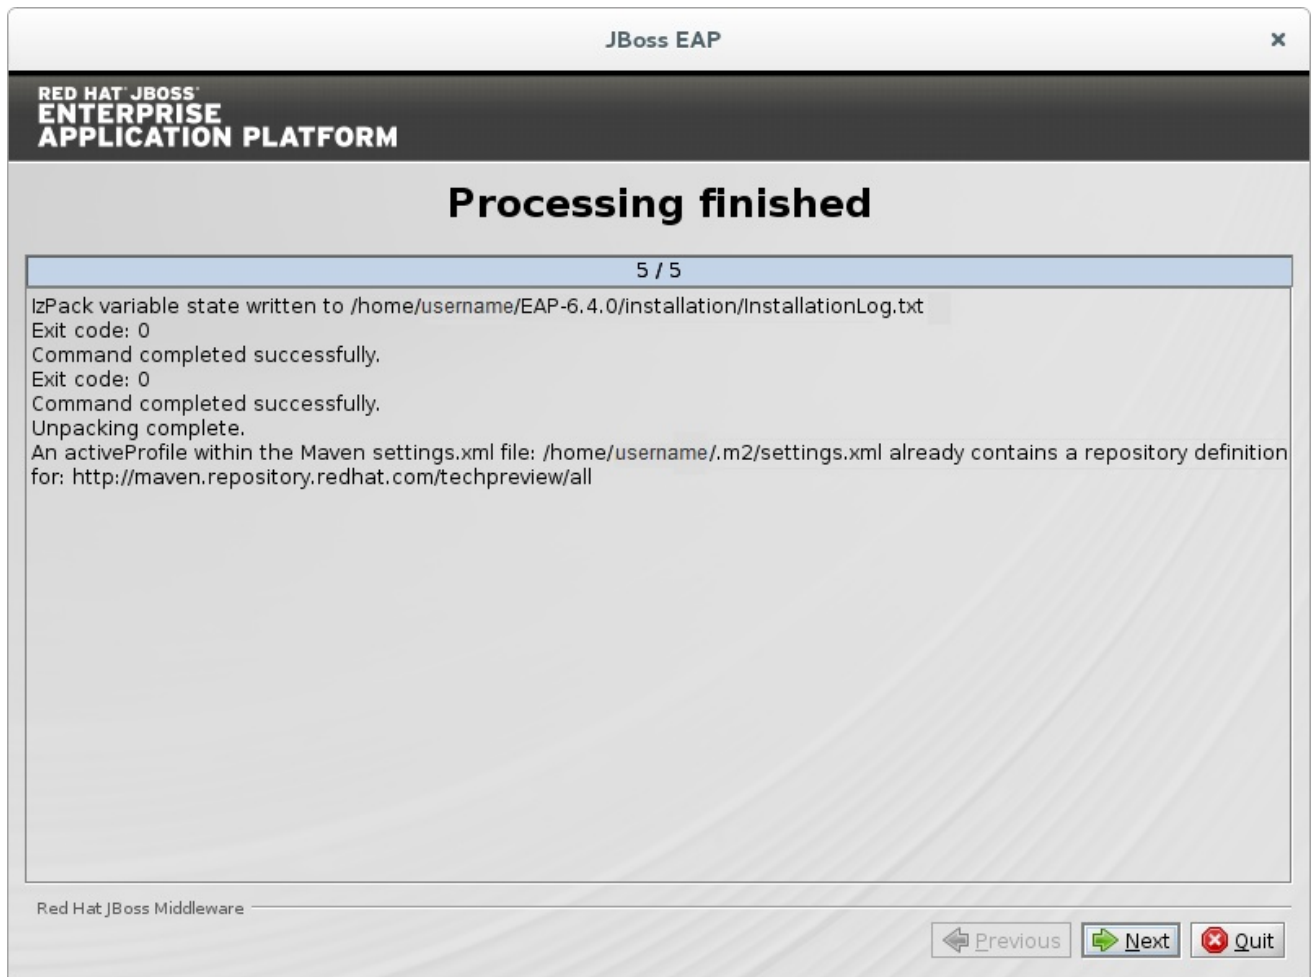 JBoss EAP
RED HAT JBOSS
ENTERPRISE
APPLICATION PLATFORM
Processing finished
5 / 5
IzPack variable state written to /home/username/EAP-6.4.0/installation/InstallationLog.txt
Exit code: 0
Command completed successfully.
Exit code: 0
Command completed successfully.
Unpacking complete.
An activeProfile within the Maven settings.xml file: /home/username/.m2/settings.xml already contains a repository definition
for: http://maven.repository.redhat.com/techpreview/all
Red Hat JBoss Middleware
Previous Next Quit